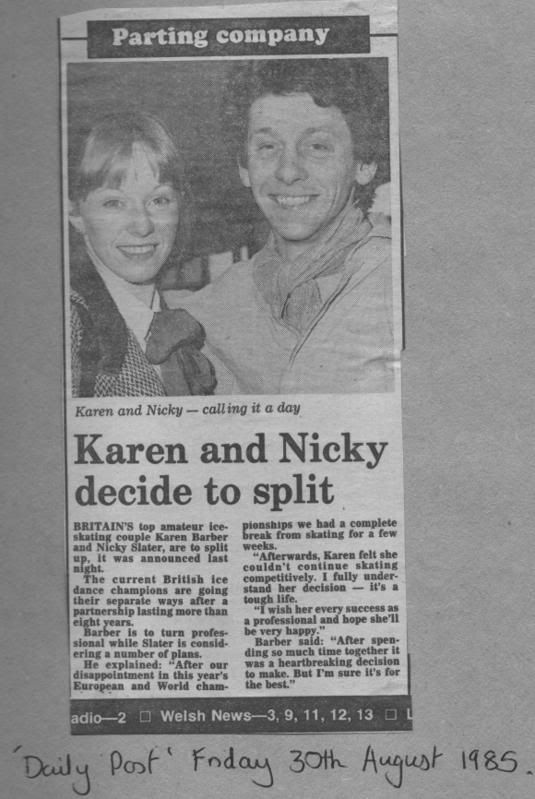 Parting company
Karen and Nicky — calling it a day
Karen and Nicky
decide to split
BRITAIN'S top amateur ice-
skating couple Karen Barber
and Nicky Slater, are to split
up, it was announced last
night.
The current British ice
dance champions are going
their separate ways after a
partnership lasting more than
eight years.
Barber is to turn profes-
sional while Slater is consid-
ering a number of plans.
He explained: "After our
disappointment in this year's
European and World cham-
pionships we had a complete
break from skating for a few
weeks.
"Afterwards, Karen felt she
couldn't continue skating
competitively. I fully under-
stand her decision — it's a
tough life.
"I wish her every success as
a professional and hope she'll
be very happy."
Barber said: "After spen-
ding so much time together it
was a heartbreaking decision
to make. But I'm sure it's for
the best."
adio—2 □ Welsh News—3, 9, 11, 12, 13 □ L
'Daily Post' Friday 30th August 1985.